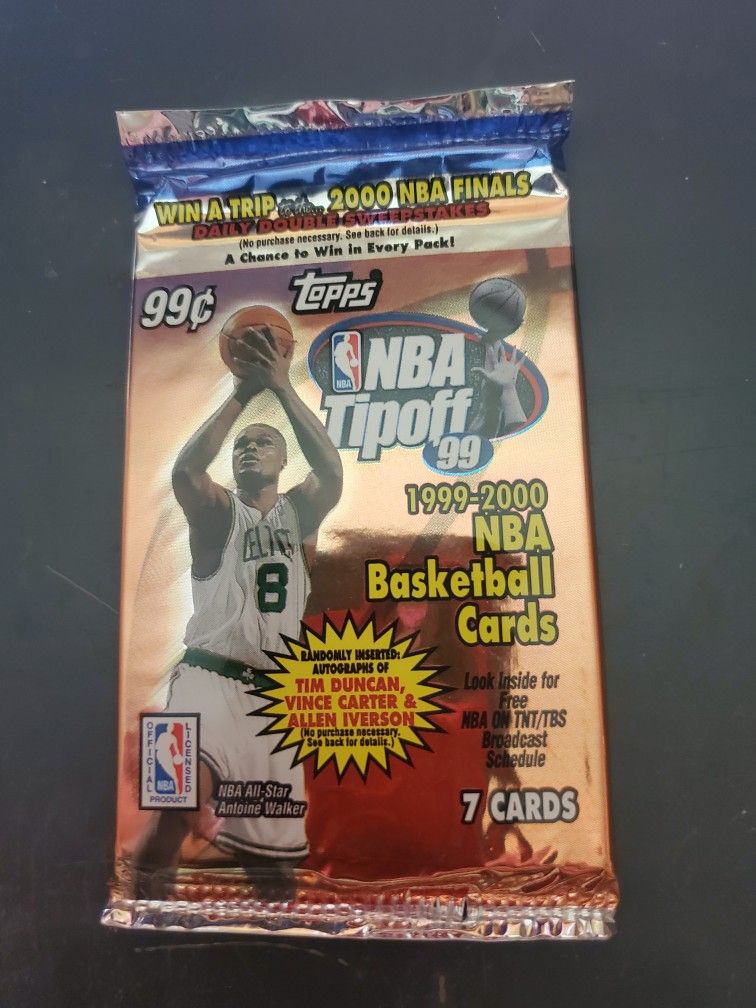 WIN A TRIP to the... 2000 NBA FINALS
DAILY DOUBLE SWEEPSTAKES
(No purchase necessary. See back for details.)
A Chance to Win in Every Pack!
99¢
TOPPS
NBA
NBA
Tipoff
'99
1999-2000
NBA
Basketball
Cards
CELTICS
8
RANDOMLY INSERTED:
AUTOGRAPHS OF
TIM DUNCAN,
VINCE CARTER &
ALLEN IVERSON
(No purchase necessary.
See back for details.)
Look Inside for
Free
NBA ON TNT/TBS
Broadcast
Schedule
OFFICIAL
LICENSED
NBA
PRODUCT
NBA All-Star
Antoine Walker
7 CARDS